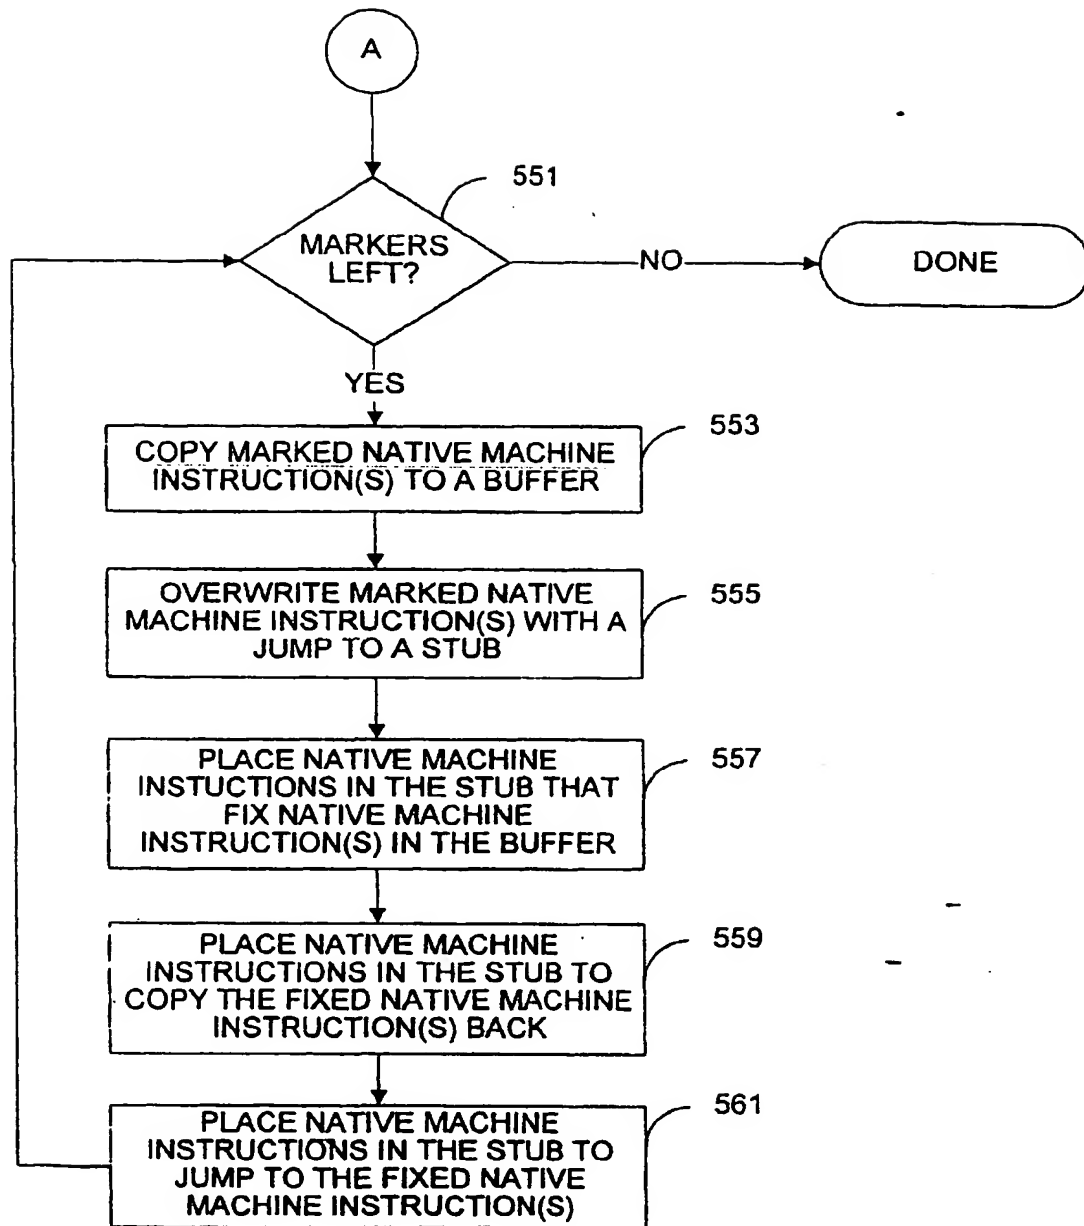 A
551
MARKERS
LEFT?
NO
DONE
YES
553
COPY MARKED NATIVE MACHINE
INSTRUCTION(S) TO A BUFFER
555
OVERWRITE MARKED NATIVE
MACHINE INSTRUCTION(S) WITH A
JUMP TO A STUB
557
PLACE NATIVE MACHINE
INSTUCTIONS IN THE STUB THAT
FIX NATIVE MACHINE
INSTRUCTION(S) IN THE BUFFER
559
PLACE NATIVE MACHINE
INSTRUCTIONS IN THE STUB TO
COPY THE FIXED NATIVE MACHINE
INSTRUCTION(S) BACK
561
PLACE NATIVE MACHINE
INSTRUCTIONS IN THE STUB TO
JUMP TO THE FIXED NATIVE
MACHINE INSTRUCTION(S)